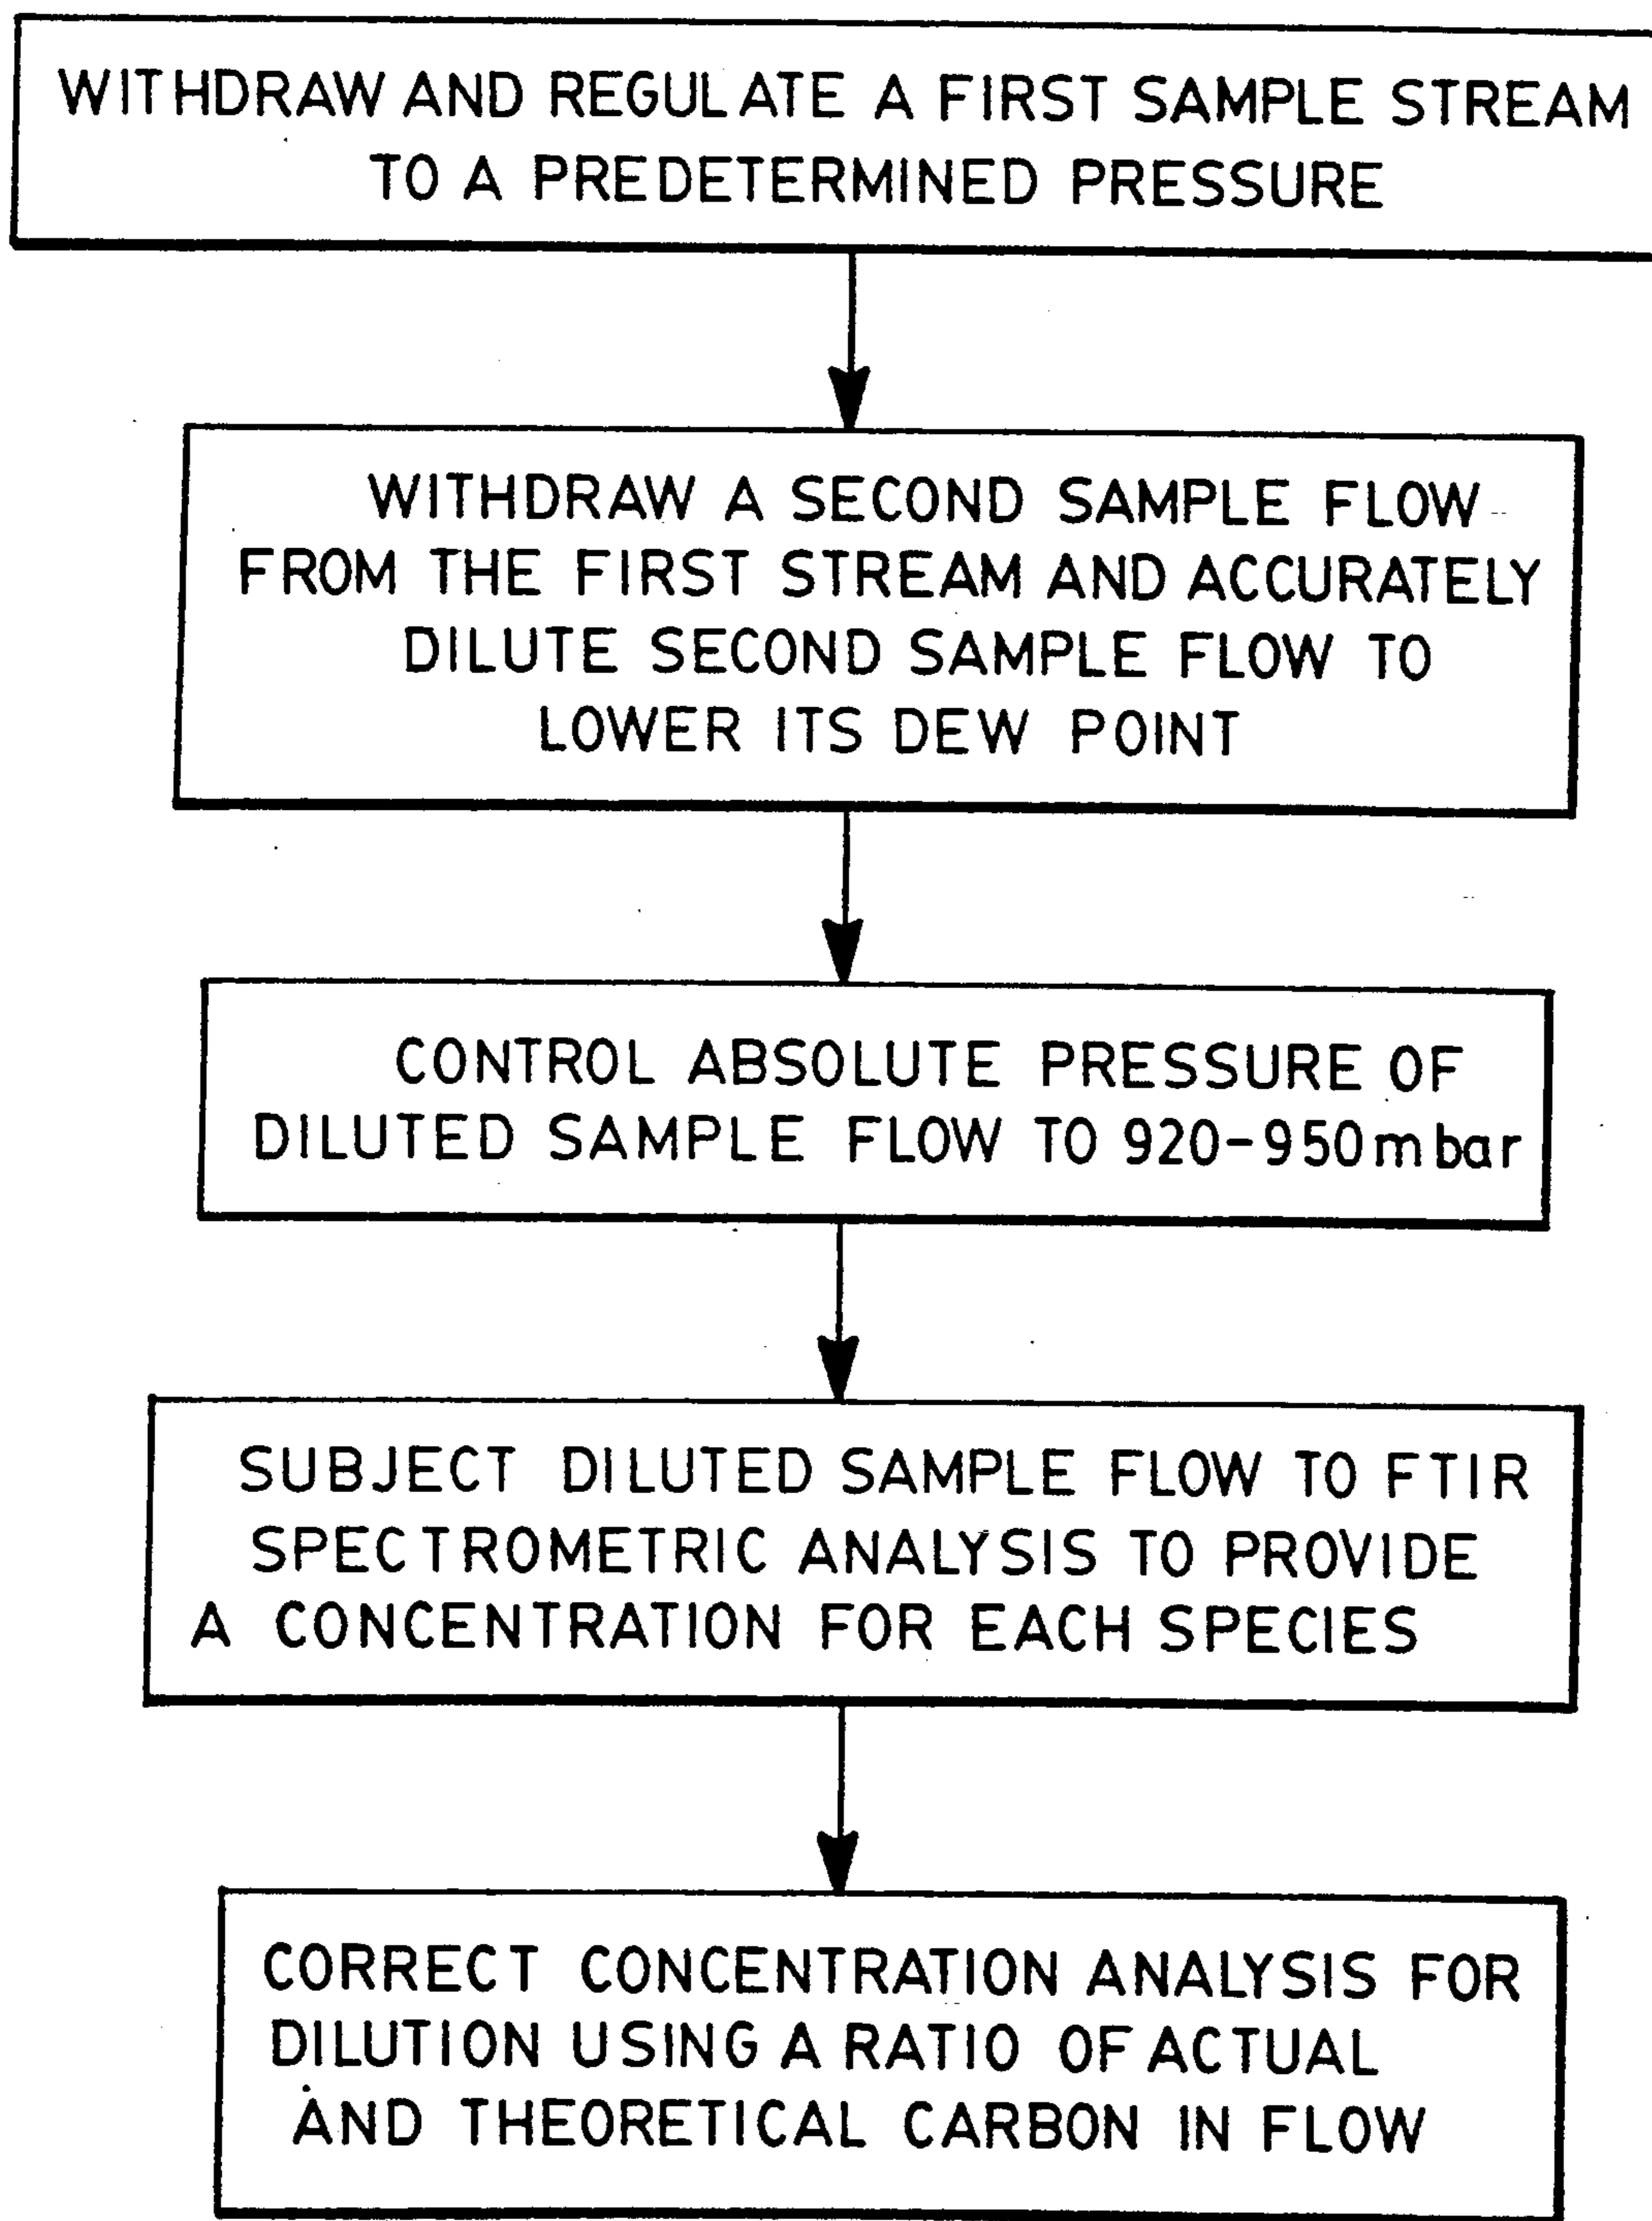 WITHDRAW AND REGULATE A FIRST SAMPLE STREAM
TO A PREDETERMINED PRESSURE
WITHDRAW A SECOND SAMPLE FLOW
FROM THE FIRST STREAM AND ACCURATELY
DILUTE SECOND SAMPLE FLOW TO
LOWER ITS DEW POINT
CONTROL ABSOLUTE PRESSURE OF
DILUTED SAMPLE FLOW TO 920-950 mbar
SUBJECT DILUTED SAMPLE FLOW TO FTIR
SPECTROMETRIC ANALYSIS TO PROVIDE
A CONCENTRATION FOR EACH SPECIES
CORRECT CONCENTRATION ANALYSIS FOR
DILUTION USING A RATIO OF ACTUAL
AND THEORETICAL CARBON IN FLOW